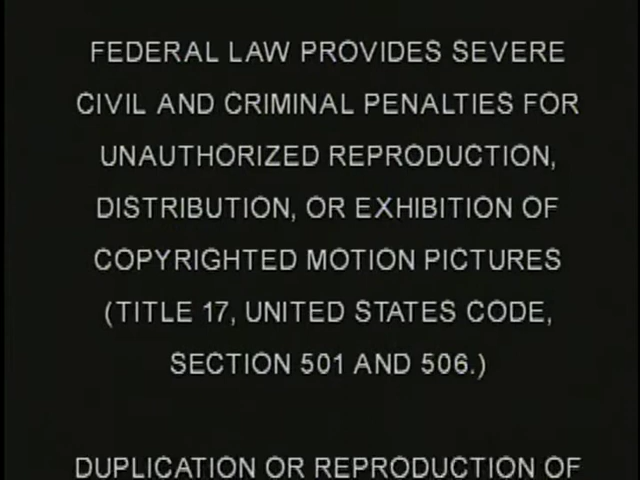 FEDERAL LAW PROVIDES SEVERE
CIVIL AND CRIMINAL PENALTIES FOR
UNAUTHORIZED REPRODUCTION,
DISTRIBUTION, OR EXHIBITION OF
COPYRIGHTED MOTION PICTURES
(TITLE 17, UNITED STATES CODE,
SECTION 501 AND 506.)
DUPLICATION OR REPRODUCTION OF